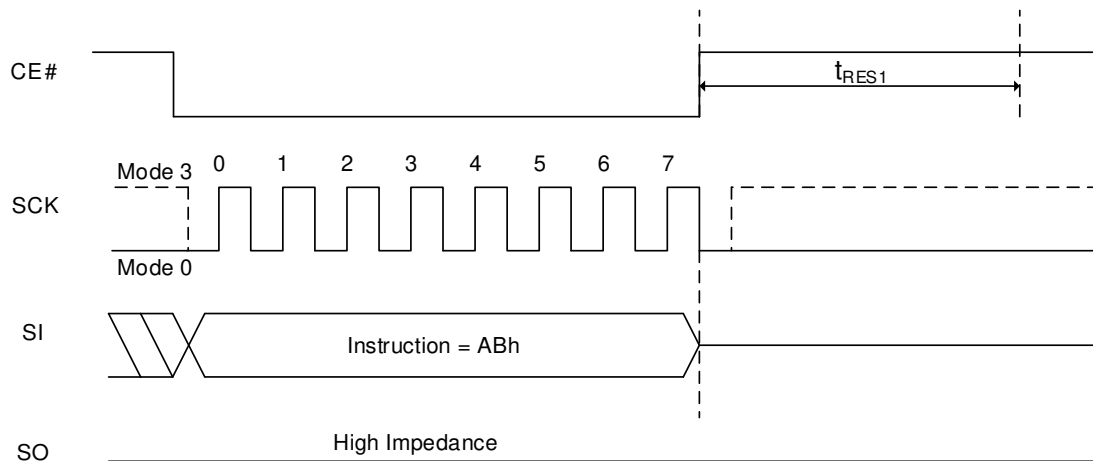 CE#
tRES1
Mode 3
0 1 2 3 4 5 6 7
SCK
Mode 0
SI
Instruction = ABh
High Impedance
SO